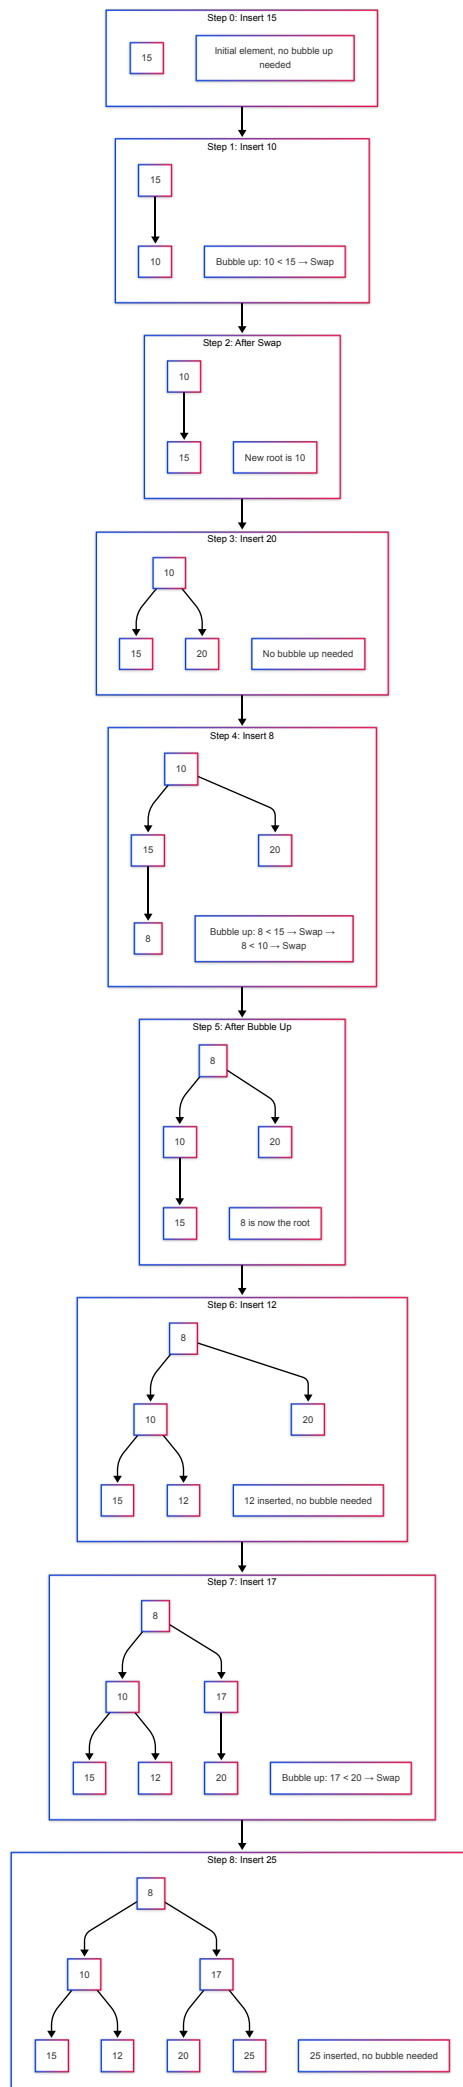 Step 0: Insert 15
15
Initial element, no bubble up
needed
Step 1: Insert 10
15
10
Bubble up: 10 < 15 → Swap
Step 2: After Swap
10
15
New root is 10
Step 3: Insert 20
10
15
20
No bubble up needed
Step 4: Insert 8
10
15
20
8
Bubble up: 8 < 15 → Swap →
8 < 10 → Swap
Step 5: After Bubble Up
8
10
20
15
8 is now the root
Step 6: Insert 12
8
10
20
15
12
12 inserted, no bubble needed
Step 7: Insert 17
8
10
17
15
12
20
Bubble up: 17 < 20 → Swap
Step 8: Insert 25
8
10
17
15
12
20
25
25 inserted, no bubble needed